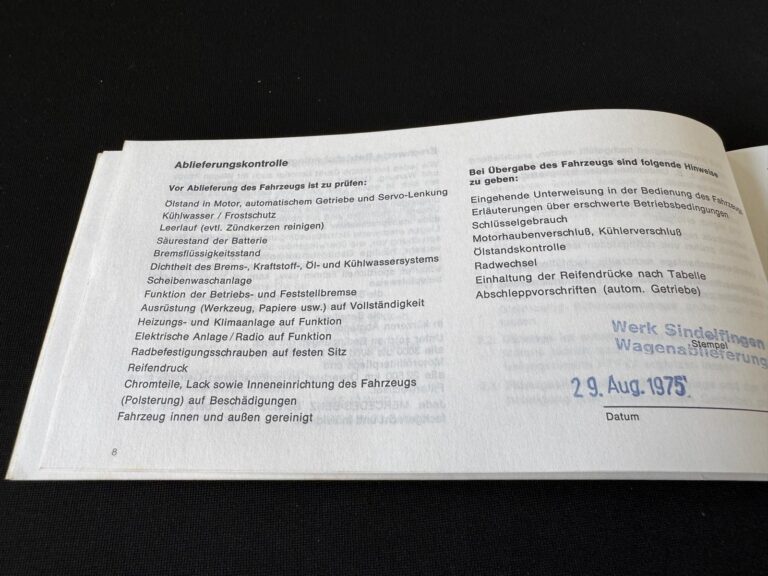 Ablieferungskontrolle
Vor Ablieferung des Fahrzeugs ist zu prüfen:
Ölstand in Motor, automatischem Getriebe und Servo-Lenkung
Kühlwasser / Frostschutz
Leerlauf (evtl. Zündkerzen reinigen)
Säurestand der Batterie
Bremsflüssigkeitsstand
Dichtheit des Brems-, Kraftstoff-, Öl- und Kühlwassersystems
Scheibenwaschanlage
Funktion der Betriebs- und Feststellbremse
Ausrüstung (Werkzeug, Papiere usw.) auf Vollständigkeit
Heizungs- und Klimaanlage auf Funktion
Elektrische Anlage / Radio auf Funktion
Radbefestigungsschrauben auf festen Sitz
Reifendruck
Chromteile, Lack sowie Inneneinrichtung des Fahrzeugs
(Polsterung) auf Beschädigungen
Fahrzeug innen und außen gereinigt
8
Bei Übergabe des Fahrzeugs sind folgende Hinweise
zu geben:
Eingehende Unterweisung in der Bedienung des Fahrzeugs
Erläuterungen über erschwerte Betriebsbedingungen
Schlüsselgebrauch
Motorhaubenverschluß, Kühlerverschluß
Ölstandskontrolle
Radwechsel
Einhaltung der Reifendrücke nach Tabelle
Abschleppvorschriften (autom. Getriebe)
Werk Sindelfingen
Stempel
Wagenablieferung
29. Aug. 1975
Datum